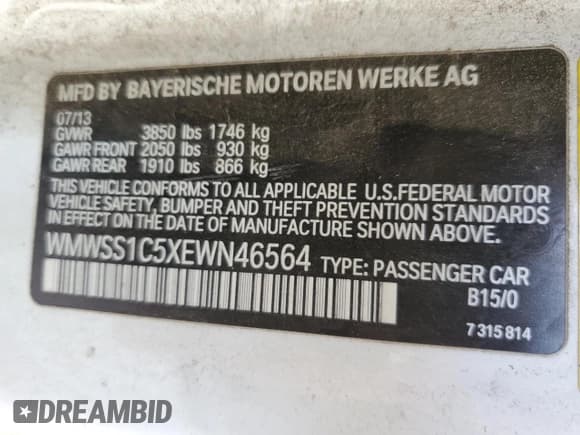 MFD BY BAYERISCHE MOTOREN WERKE AG
07/13
GVWR 3850 lbs 1746 kg
GAWR FRONT 2050 lbs 930 kg
GAWR REAR 1910 lbs 866 kg
THIS VEHICLE CONFORMS TO ALL APPLICABLE U.S.FEDERAL MOTOR
VEHICLE SAFETY, BUMPER AND THEFT PREVENTION STANDARDS
IN EFFECT ON DATE OF MANUFACTURE SHOWN ABOVE.
WMWSS1C5XEWN46564 TYPE: PASSENGER CAR
B15/0
7 315 814
DREAMBID